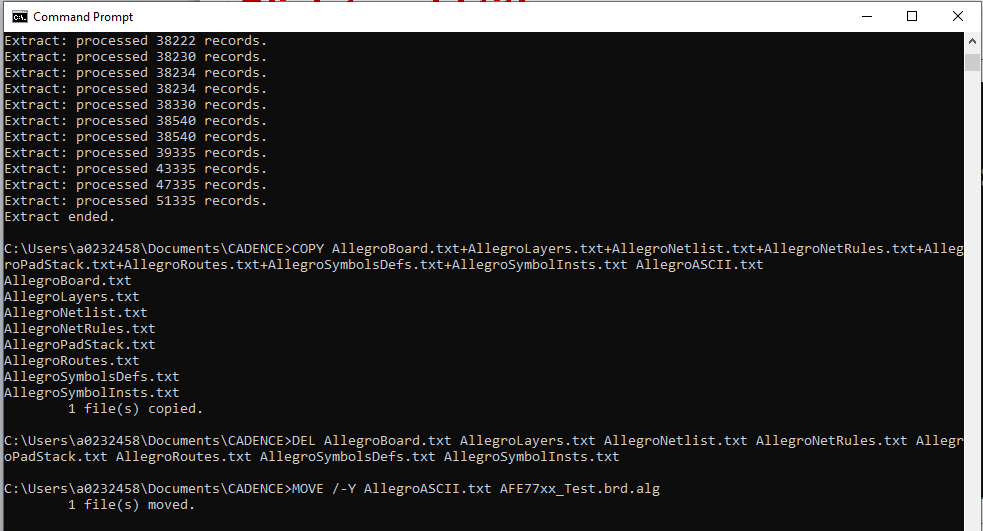 Command Prompt
Extract: processed 38222 records.
Extract: processed 38230 records.
Extract: processed 38234 records.
Extract: processed 38234 records.
Extract: processed 38330 records.
Extract: processed 38540 records.
Extract: processed 38540 records.
Extract: processed 39335 records.
Extract: processed 43335 records.
Extract: processed 47335 records.
Extract: processed 51335 records.
Extract ended.
C:\Users\a0232458\Documents\CADENCE>COPY AllegroBoard.txt+AllegroLayers.txt+AllegroNetlist.txt+AllegroNetRules.txt+Alleg
roPadStack.txt+AllegroRoutes.txt+AllegroSymbolsDefs.txt+AllegroSymbolInsts.txt AllegroASCII.txt
AllegroBoard.txt
AllegroLayers.txt
AllegroNetlist.txt
AllegroNetRules.txt
AllegroPadStack.txt
AllegroRoutes.txt
AllegroSymbolsDefs.txt
AllegroSymbolInsts.txt
1 file(s) copied.
C:\Users\a0232458\Documents\CADENCE>DEL AllegroBoard.txt AllegroLayers.txt AllegroNetlist.txt AllegroNetRules.txt Allegr
oPadStack.txt AllegroRoutes.txt AllegroSymbolsDefs.txt AllegroSymbolInsts.txt
C:\Users\a0232458\Documents\CADENCE>MOVE /-Y AllegroASCII.txt AFE77xx_Test.brd.alg
1 file(s) moved.